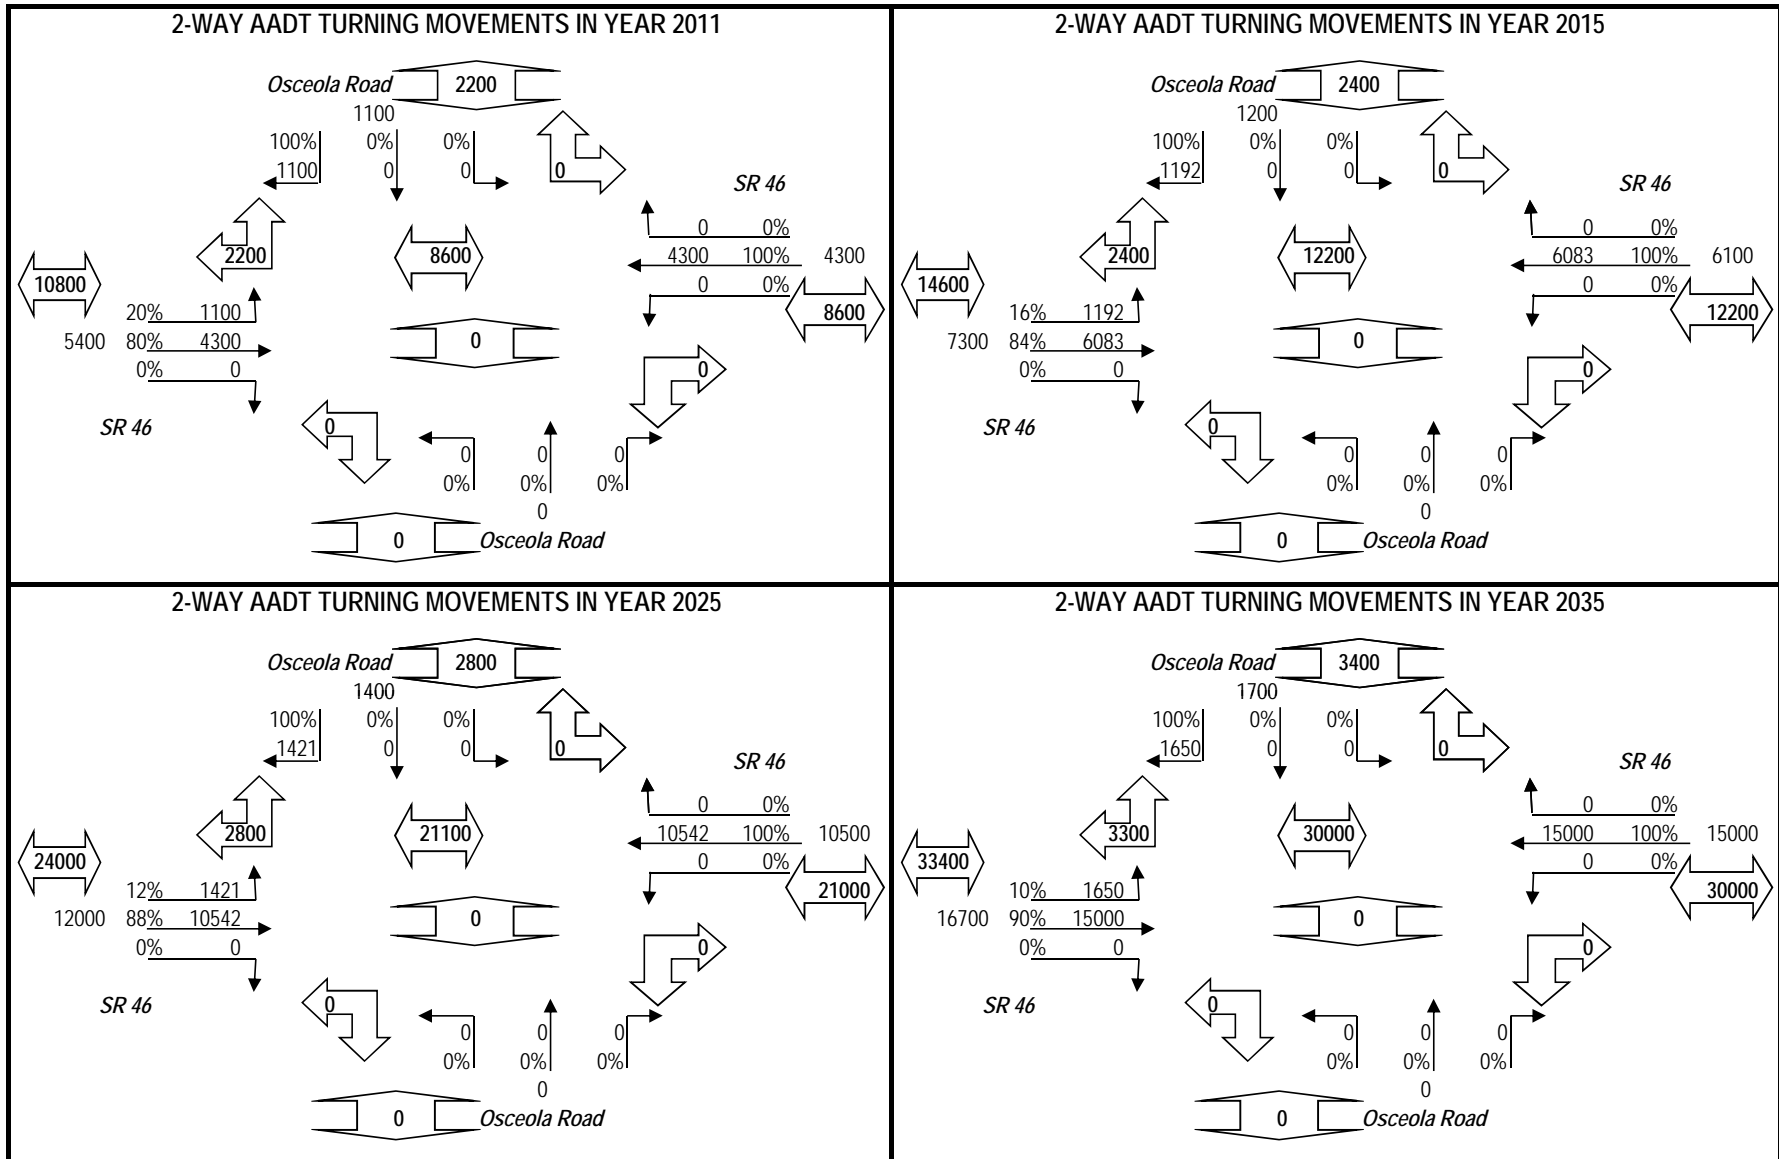 2-WAY AADT TURNING MOVEMENTS IN YEAR 2011
Osceola Road 2200
1100
100% 0% 0%
1100 0 0 0
SR 46
0 0%
2200 8600 4300 100% 4300
10800 0 0%
20% 1100 8600
5400 80% 4300 0
0% 0 0
SR 46 0
0 0 0
0% 0% 0%
0
0 Osceola Road
2-WAY AADT TURNING MOVEMENTS IN YEAR 2015
Osceola Road 2400
1200
100% 0% 0%
1192 0 0 0
SR 46
0 0%
2400 12200 6083 100% 6100
14600 0 0%
16% 1192 12200
7300 84% 6083 0
0% 0 0
SR 46 0
0 0 0
0% 0% 0%
0
0 Osceola Road
2-WAY AADT TURNING MOVEMENTS IN YEAR 2025
Osceola Road 2800
1400
100% 0% 0%
1421 0 0 0
SR 46
0 0%
2800 21100 10542 100% 10500
24000 0 0%
12% 1421 21000
12000 88% 10542 0
0% 0 0
SR 46 0
0 0 0
0% 0% 0%
0
0 Osceola Road
2-WAY AADT TURNING MOVEMENTS IN YEAR 2035
Osceola Road 3400
1700
100% 0% 0%
1650 0 0 0
SR 46
0 0%
3300 30000 15000 100% 15000
33400 0 0%
10% 1650 30000
16700 90% 15000 0
0% 0 0
SR 46 0
0 0 0
0% 0% 0%
0
0 Osceola Road